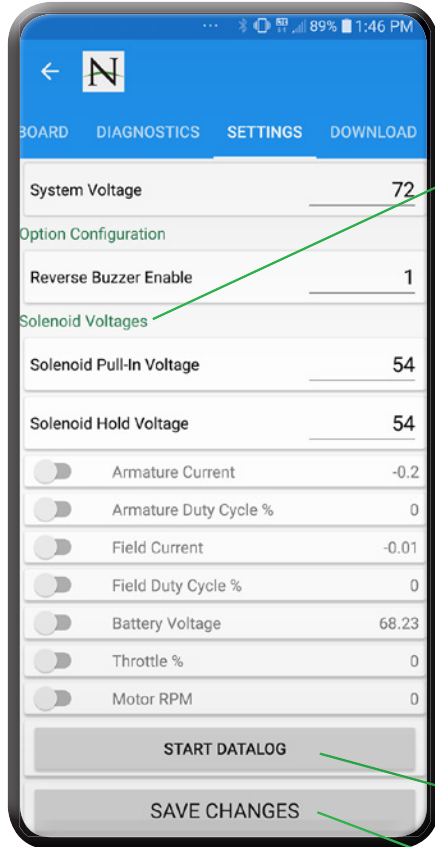 ... 89% 1:46 PM
N
BOARD DIAGNOSTICS SETTINGS DOWNLOAD
System Voltage 72
Option Configuration
Reverse Buzzer Enable 1
Solenoid Voltages
Solenoid Pull-In Voltage 54
Solenoid Hold Voltage 54
Armature Current -0.2
Armature Duty Cycle % 0
Field Current -0.01
Field Duty Cycle % 0
Battery Voltage 68.23
Throttle % 0
Motor RPM 0
START DATALOG
SAVE CHANGES